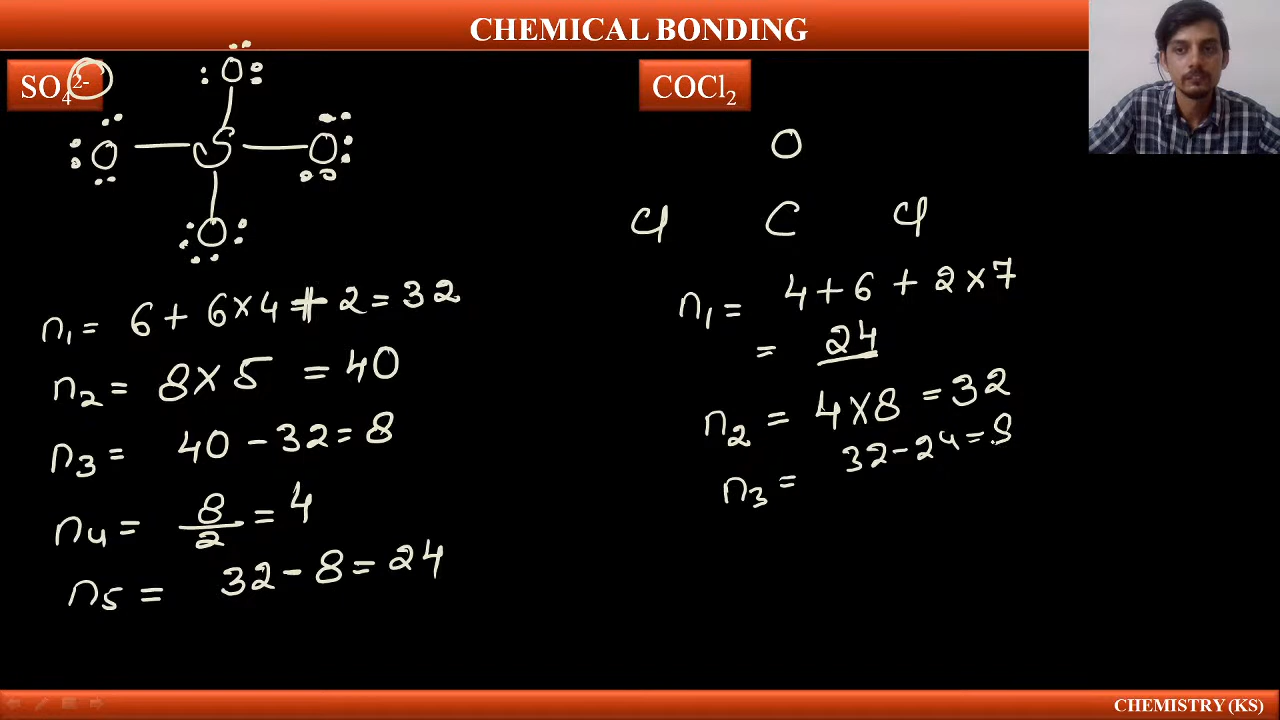 CHEMICAL BONDING
SO₄²⁻
O
O S O
O
n₁ = 6 + 6×4 + 2 = 32
n₂ = 8×5 = 40
n₃ = 40 - 32 = 8
n₄ = 8/2 = 4
n₅ = 32 - 8 = 24
COCl₂
O
Cl C Cl
n₁ = 4 + 6 + 2×7
= 24
n₂ = 4×8 = 32
n₃ = 32 - 24 = 8
CHEMISTRY (KS)